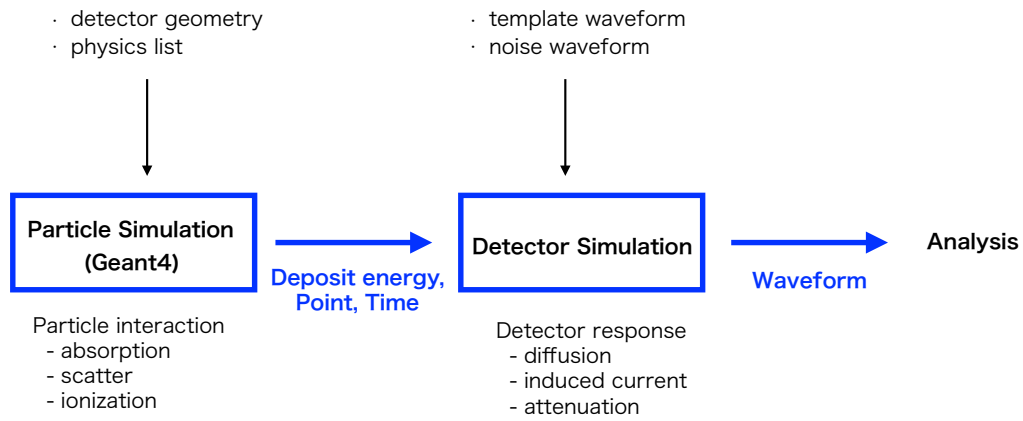 · detector geometry
· physics list
· template waveform
· noise waveform
Particle Simulation
(Geant4)
Deposit energy,
Point, Time
Detector Simulation
Waveform
Analysis
Particle interaction
- absorption
- scatter
- ionization
Detector response
- diffusion
- induced current
- attenuation